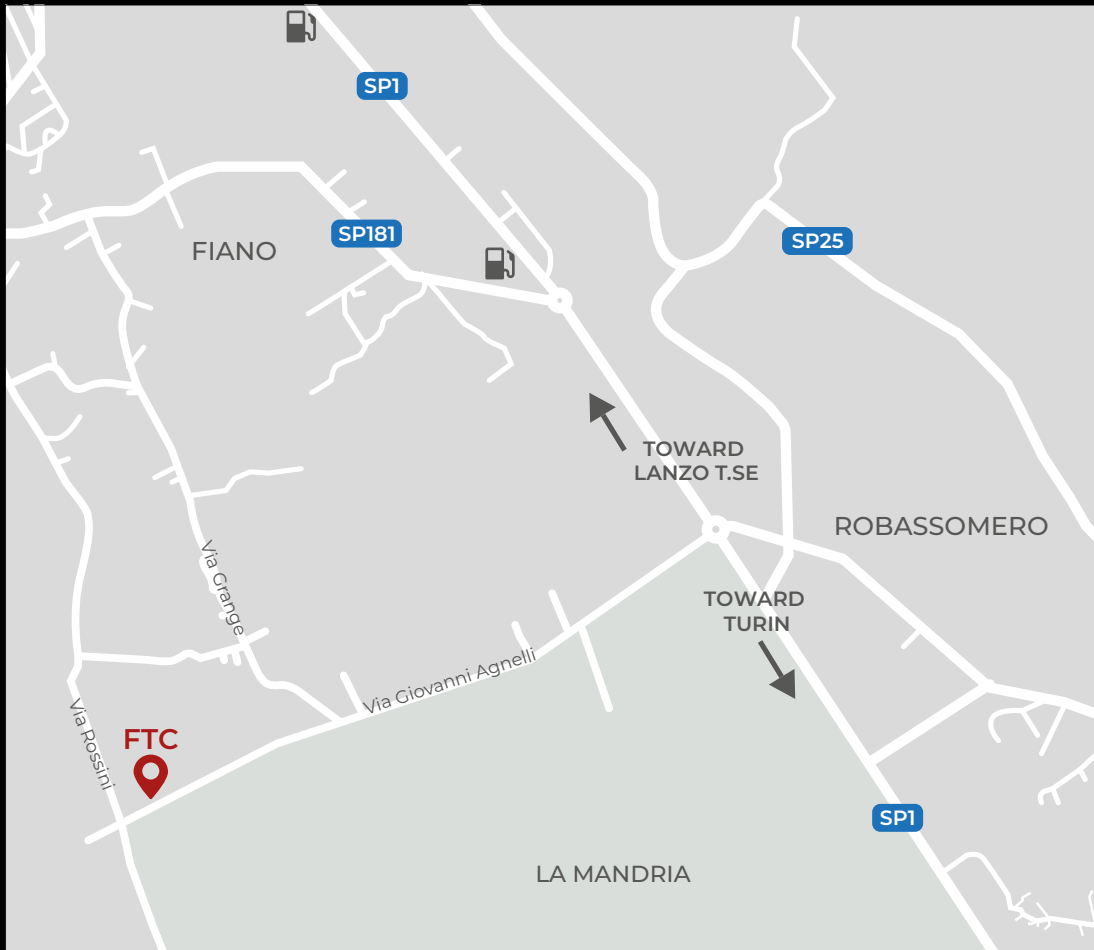 SP1
SP181
FIANO
SP25
TOWARD
LANZO T.SE
ROBASSOMERO
Via Grange
TOWARD
TURIN
Via Giovanni Agnelli
Via Rossini
FTC
SP1
LA MANDRIA